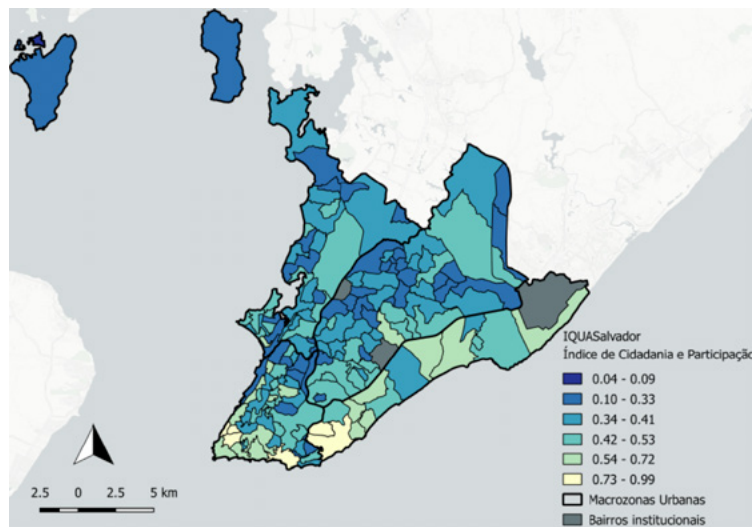 IQUASalvador
Índice de Cidadania e Participação
0.04 - 0.09
0.10 - 0.33
0.34 - 0.41
0.42 - 0.53
0.54 - 0.72
0.73 - 0.99
Macrozonas Urbanas
Bairros institucionais
2.5 0 2.5 5 km